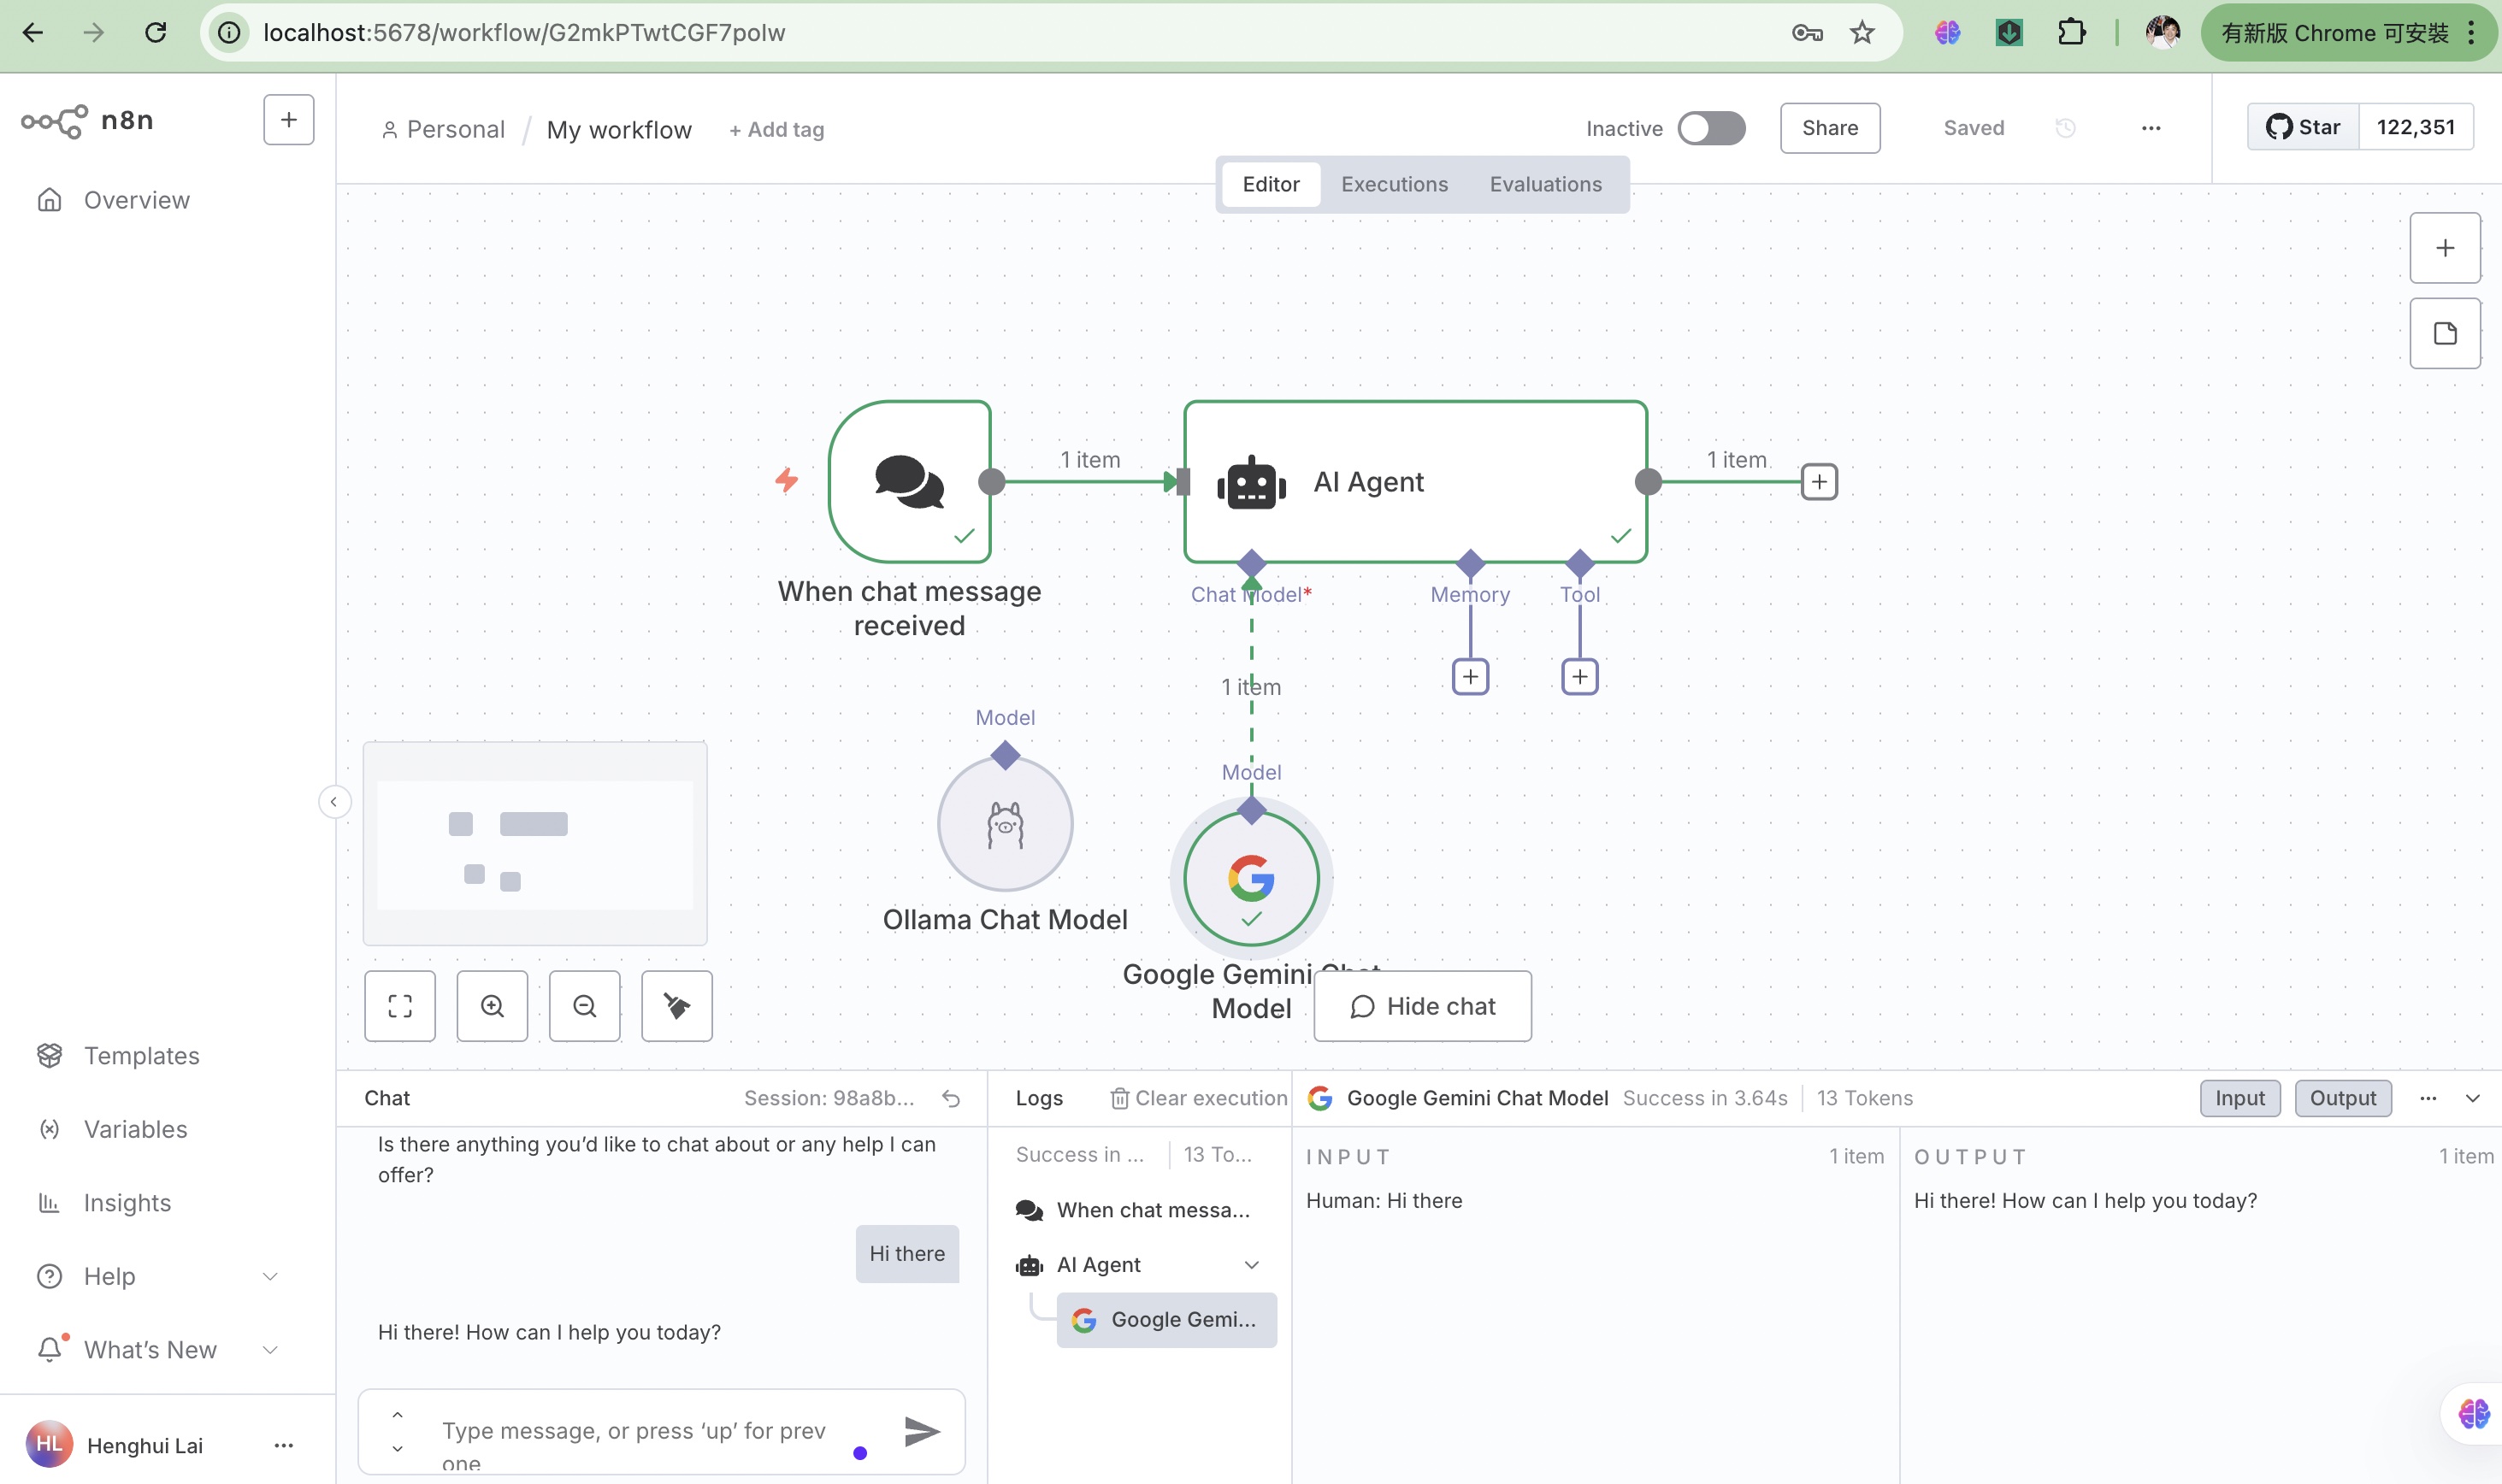 localhost:5678/workflow/G2mkPTwtCGF7polw
有新版 Chrome 可安裝
n8n
Personal / My workflow
+ Add tag
Inactive
Share
Saved
Star
122,351
Editor
Executions
Evaluations
Overview
1 item
AI Agent
1 item
When chat message
received
Chat Model*
Memory
Tool
1 item
Model
Model
Ollama Chat Model
Google Gemini Chat
Model
Hide chat
Templates
Variables
Insights
Help
What’s New
HL
Henghui Lai
Chat
Session: 98a8b...
Is there anything you’d like to chat about or any help I can
offer?
Hi there
Hi there! How can I help you today?
Type message, or press ‘up’ for prev
one
Logs
Clear execution
Success in ...
13 To...
When chat messa...
AI Agent
Google Gemi...
Google Gemini Chat Model
Success in 3.64s
13 Tokens
Input
Output
INPUT
1 item
Human: Hi there
OUTPUT
1 item
Hi there! How can I help you today?